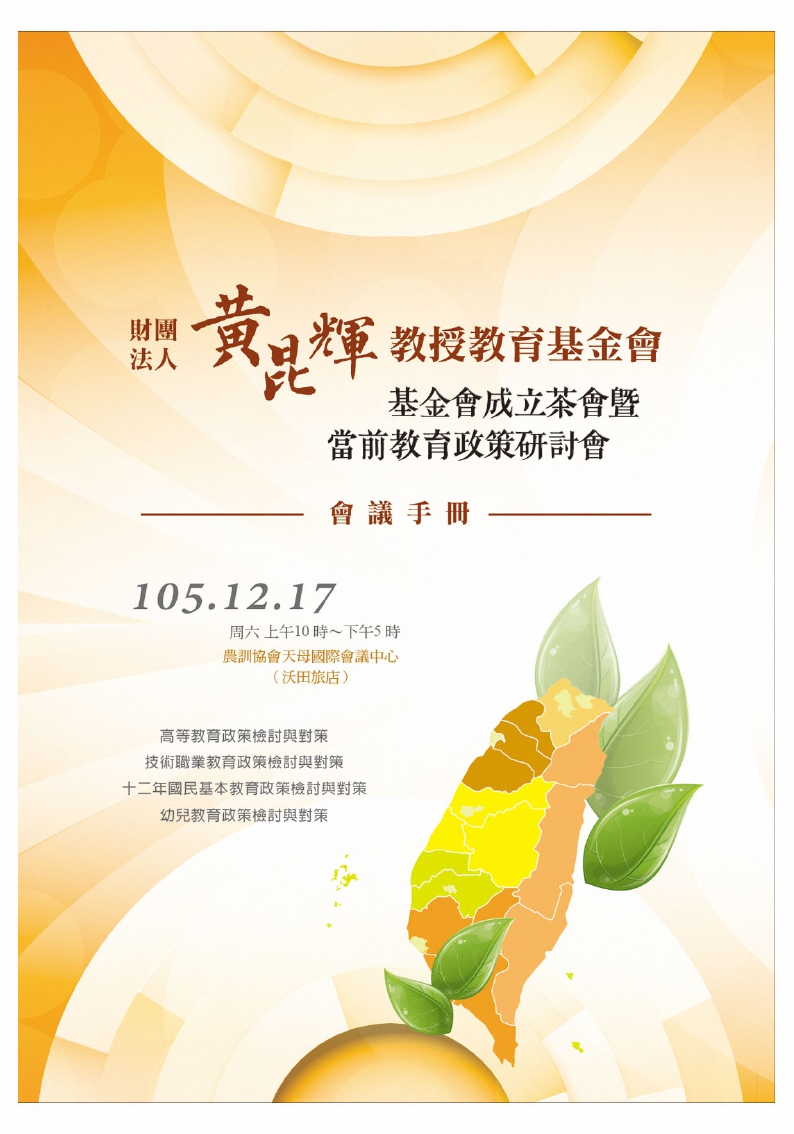 財團法人 黃昆輝 教授教育基金會
基金會成立茶會暨
當前教育政策研討會
會議手冊
105.12.17
周六 上午10時～下午5時
農訓協會天母國際會議中心
（沃田旅店）
高等教育政策檢討與對策
技術職業教育政策檢討與對策
十二年國民基本教育政策檢討與對策
幼兒教育政策檢討與對策